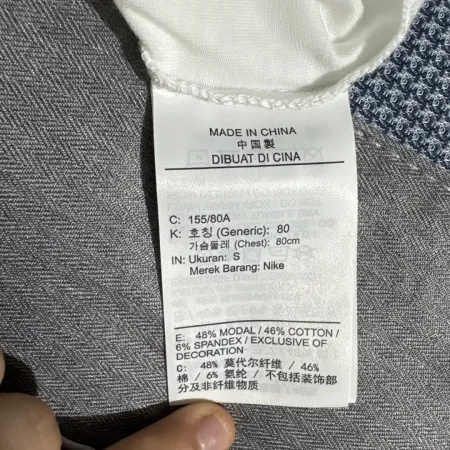 MADE IN CHINA
中国製
DIBUAT DI CINA
C: 155/80A
K: 호칭 (Generic): 80
가슴둘레 (Chest): 80cm
IN: Ukuran: S
Merek Barang: Nike
E: 48% MODAL / 46% COTTON /
6% SPANDEX / EXCLUSIVE OF
DECORATION
C: 48% 莫代尔纤维 / 46%
棉 / 6% 氨纶 / 不包括装饰部
分及非纤维物质